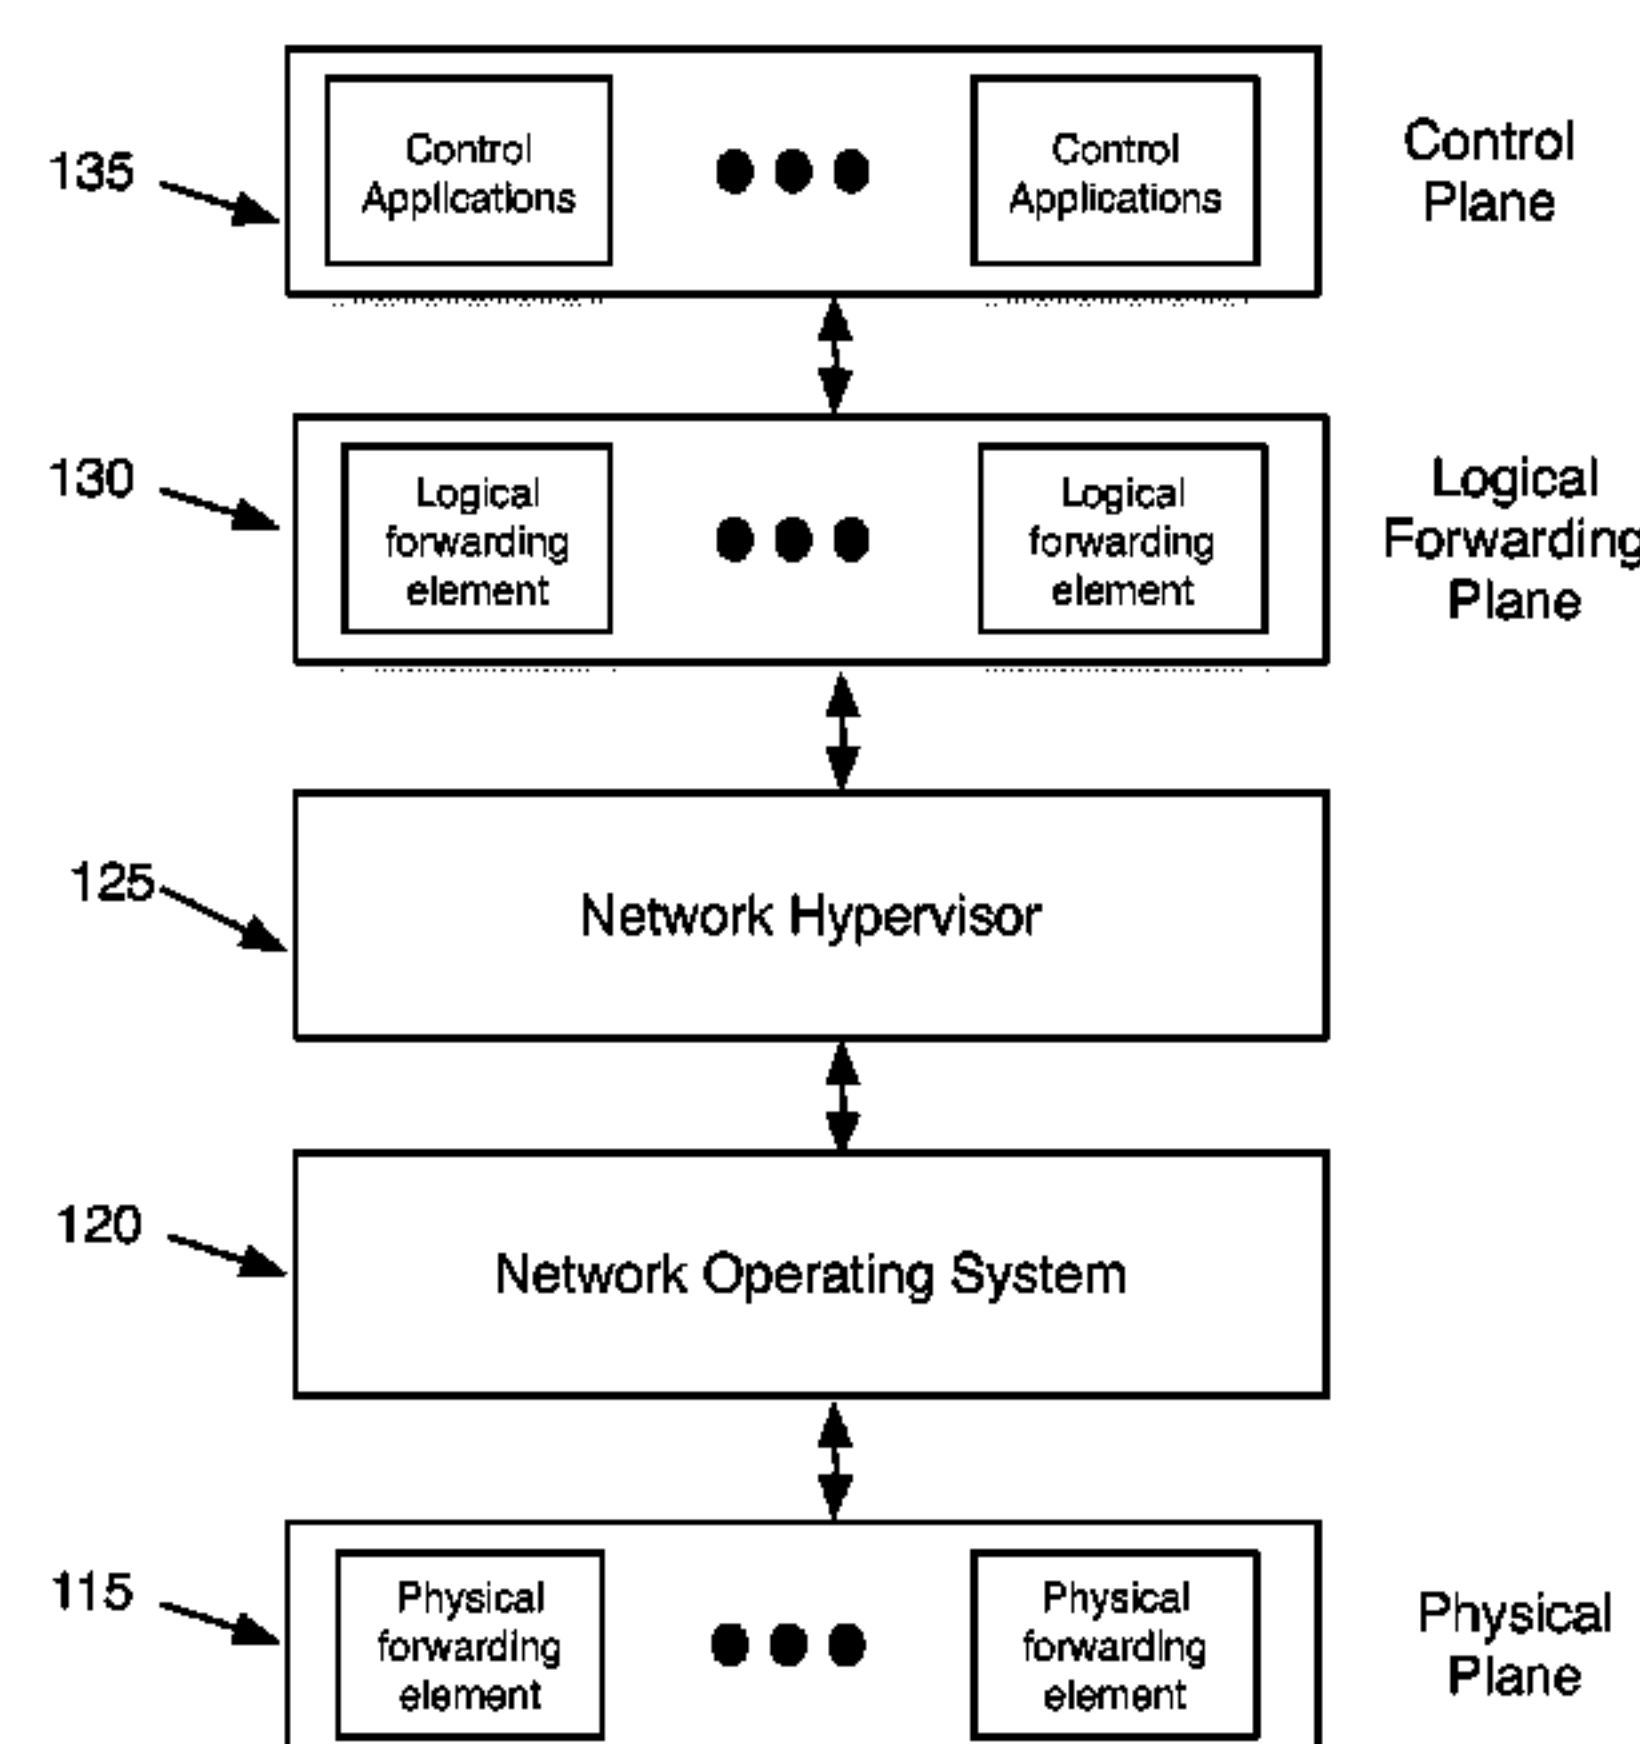 135
Control
Applications
Control
Applications
Control
Plane
130
Logical
forwarding
element
Logical
forwarding
element
Logical
Forwarding
Plane
125
Network Hypervisor
120
Network Operating System
115
Physical
forwarding
element
Physical
forwarding
element
Physical
Plane